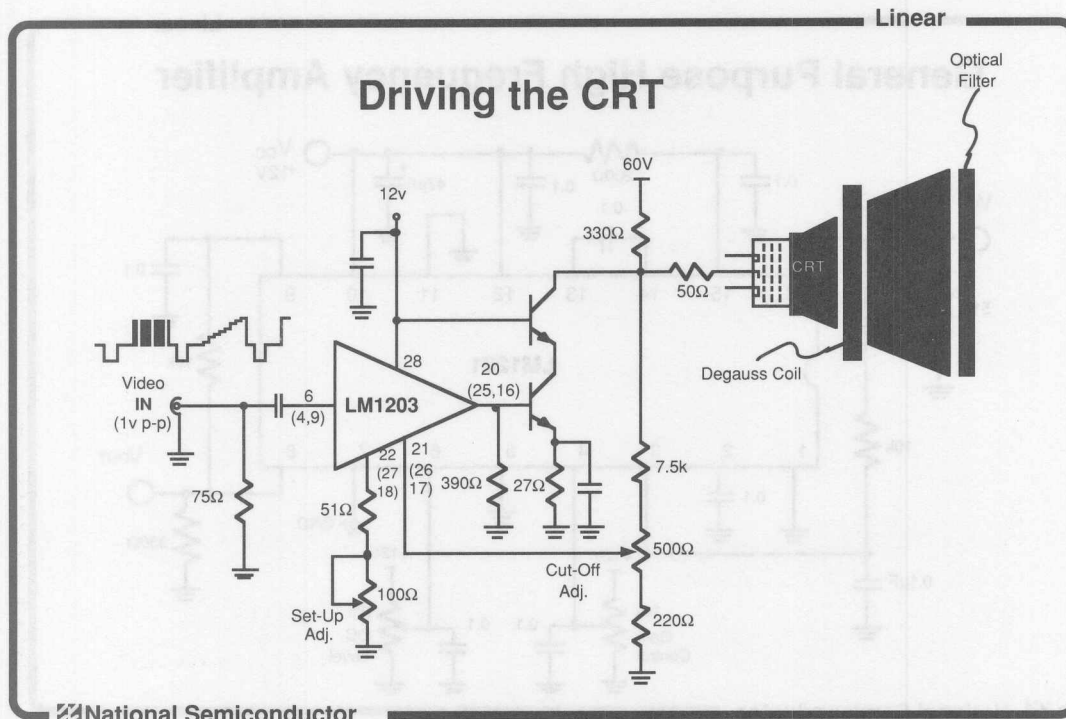 Linear
Driving the CRT
Optical
Filter
60V
12v
330Ω
CRT
50Ω
Degauss Coil
28
20
(25,16)
Video
IN
(1v p-p)
6
(4,9)
LM1203
22
(27
18)
21
(26
17)
75Ω
51Ω
390Ω
27Ω
7.5k
500Ω
Cut-Off
Adj.
100Ω
Set-Up
Adj.
220Ω
National Semiconductor